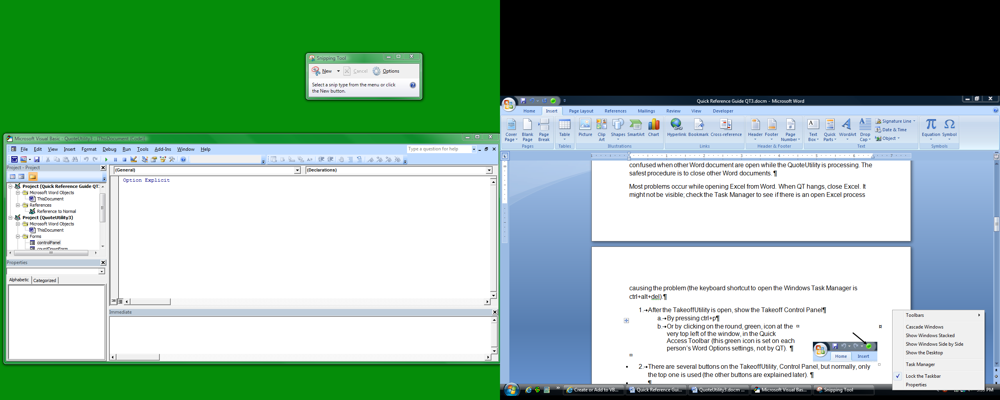 Snipping Tool
New
Cancel
Options
Select a snip type from the menu or click
the New button.
Microsoft Visual Basic - QuoteUtility3 - [ThisDocument (Code)]
File Edit View Insert Format Debug Run Tools Add-Ins Window Help
Type a question for help
Project - Project
Project (Quick Reference Guide QT3
Microsoft Word Objects
ThisDocument
References
Reference to Normal
Project (QuoteUtility3)
Microsoft Word Objects
ThisDocument
Forms
controlPanel
countDownForm
Properties
Alphabetic Categorized
(General)
(Declarations)
Option Explicit
Immediate
Quick Reference Guide QT3.docm - Microsoft Word
Home Insert Page Layout References Mailings Review View Developer
Cover
Page
Blank
Page
Page
Break
Pages
Table
Tables
Picture
Clip
Art
Shapes
SmartArt
Chart
Illustrations
Hyperlink
Bookmark
Cross-reference
Links
Header
Footer
Page
Number
Header & Footer
Text
Box
Quick
Parts
WordArt
Drop
Cap
Signature Line
Date & Time
Object
Text
Equation
Symbol
Symbols
1 1 2 3 4 5 6 7
confused when other Word document are open while the QuoteUtility is processing. The
safest procedure is to close other Word documents. ¶
Most problems occur while opening Excel from Word. When QT hangs, close Excel. It
might not be visible; check the Task Manager to see if there is an open Excel process
causing the problem (the keyboard shortcut to open the Windows Task Manager is
ctrl+alt+del).¶
1.→After the TakeoffUtility is open, show the Takeoff Control Panel¶
a.→By pressing ctrl+p¶
b.→Or by clicking on the round, green, icon at the ¤
very top left of the window, in the Quick
Access Toolbar (this green icon is set on each
person's Word Options settings, not by QT). ¶
Home Insert
2.→There are several buttons on the TakeoffUtility, Control Panel, but normally, only
the top one is used (the other buttons are explained later). ¶
¶
Toolbars
Cascade Windows
Show Windows Stacked
Show Windows Side by Side
Show the Desktop
Task Manager
Lock the Taskbar
Properties
Create or Add to VB...
Quick Reference Gui...
QuoteUtility3.docm ...
Microsoft Visual Bas...
Snipping Tool
PM